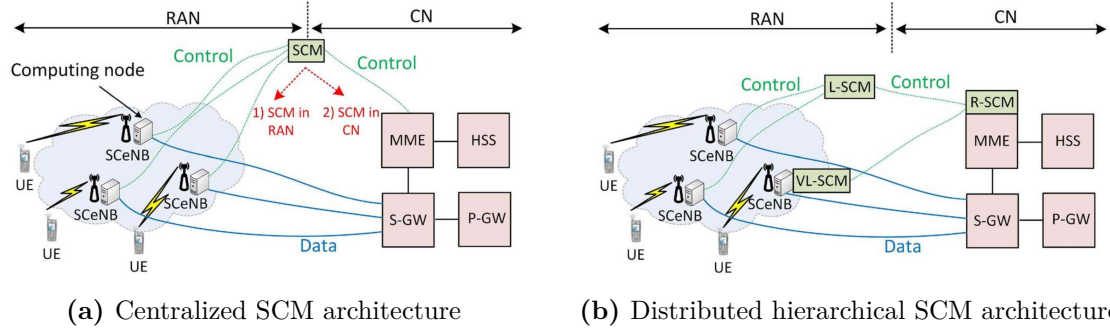 RAN
CN
SCM
Control
Control
Computing node
1) SCM in
RAN
2) SCM in
CN
MME
HSS
SCeNB
UE
SCeNB
SCeNB
S-GW
P-GW
UE
UE
Data
(a) Centralized SCM architecture
RAN
CN
Control
L-SCM
Control
R-SCM
MME
HSS
SCeNB
UE
VL-SCM
SCeNB
SCeNB
S-GW
P-GW
UE
UE
Data
(b) Distributed hierarchical SCM architectur